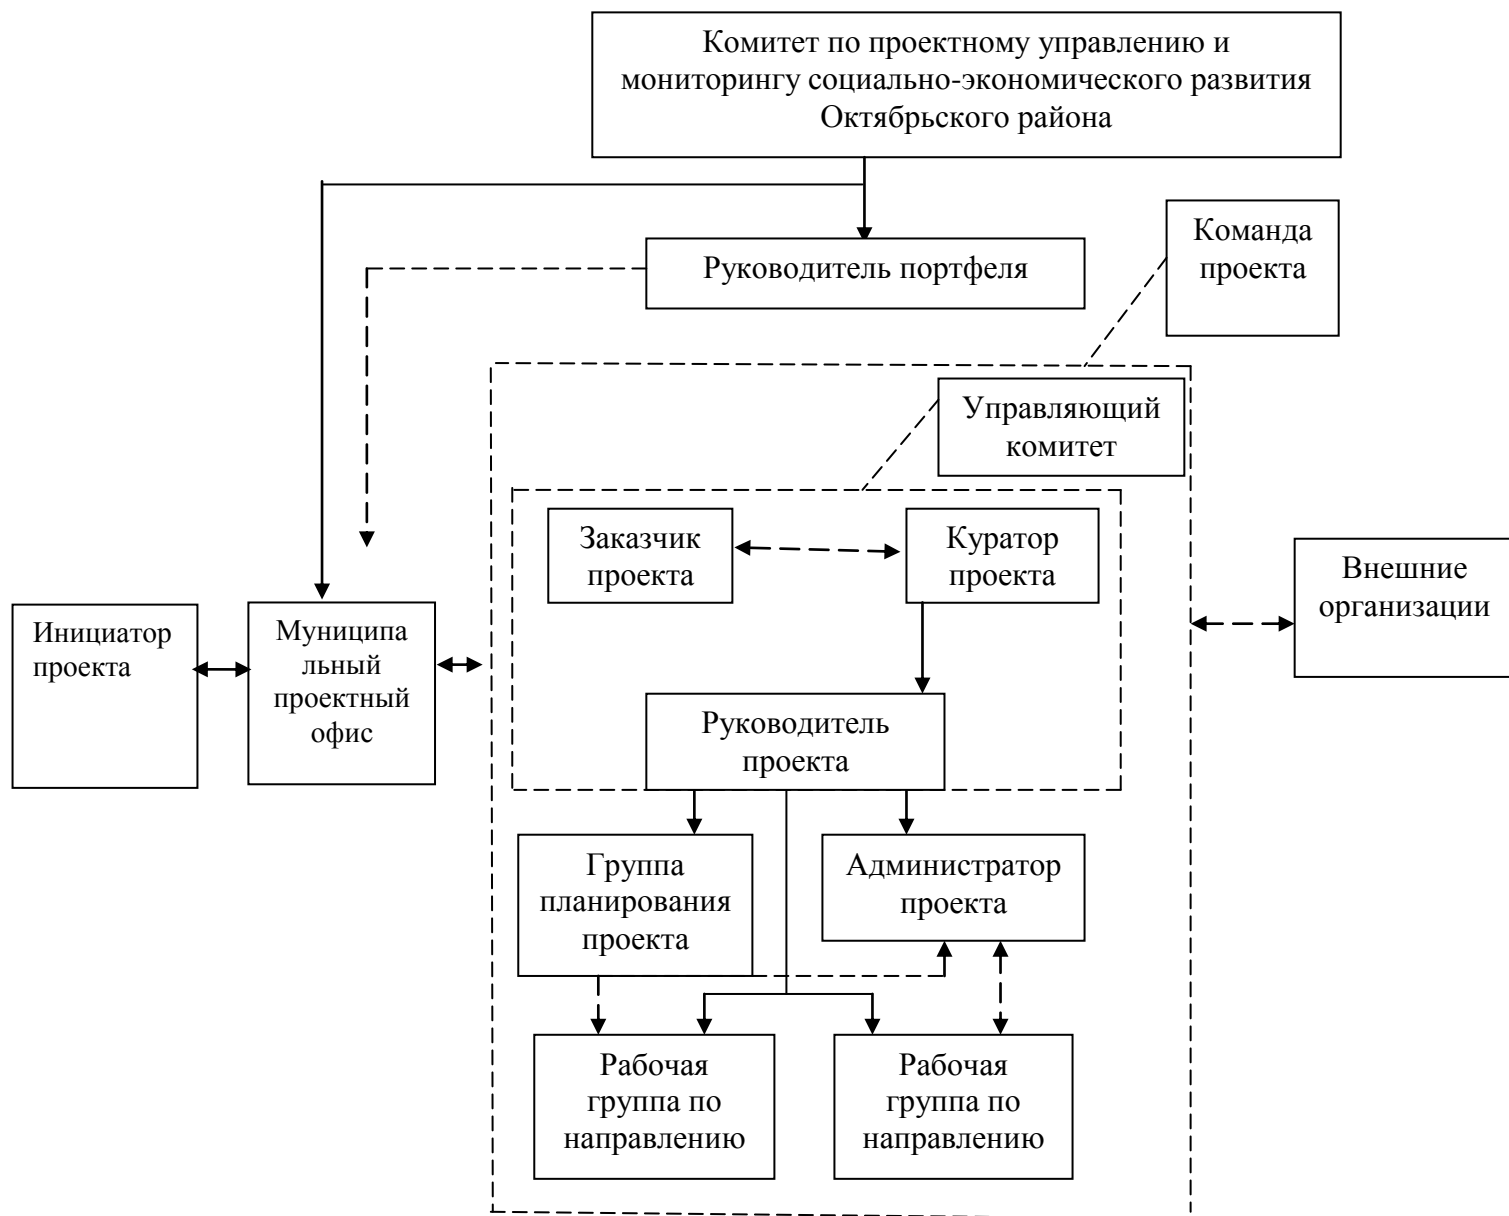 Комитет по проектному управлению и
мониторингу социально-экономического развития
Октябрьского района
Команда
проекта
Руководитель портфеля
Управляющий
комитет
Заказчик
проекта
Куратор
проекта
Внешние
организации
Инициатор
проекта
Муниципа
льный
проектный
офис
Руководитель
проекта
Группа
планирования
проекта
Администратор
проекта
Рабочая
группа по
направлению
Рабочая
группа по
направлению